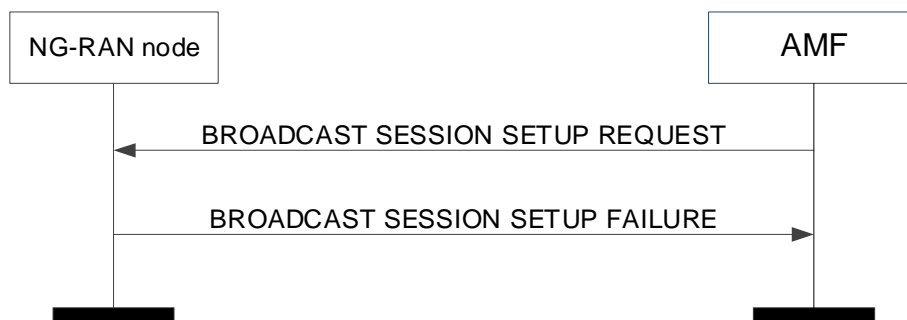 NG-RAN node
AMF
BROADCAST SESSION SETUP REQUEST
BROADCAST SESSION SETUP FAILURE